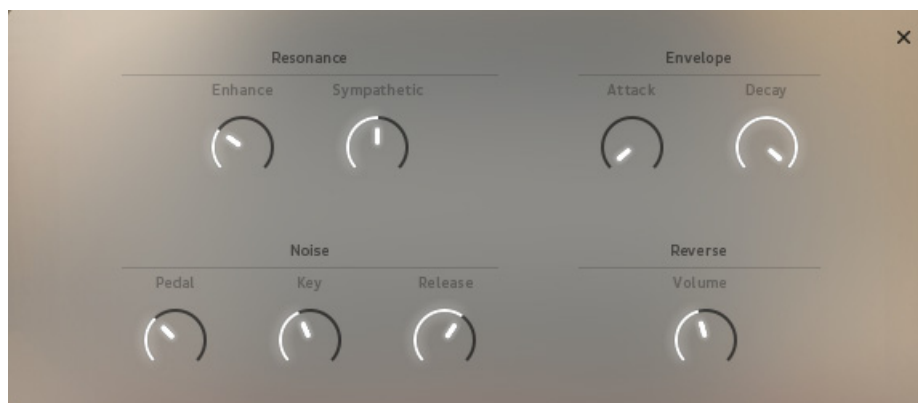 Resonance
Envelope
Enhance
Sympathetic
Attack
Decay
Noise
Reverse
Pedal
Key
Release
Volume